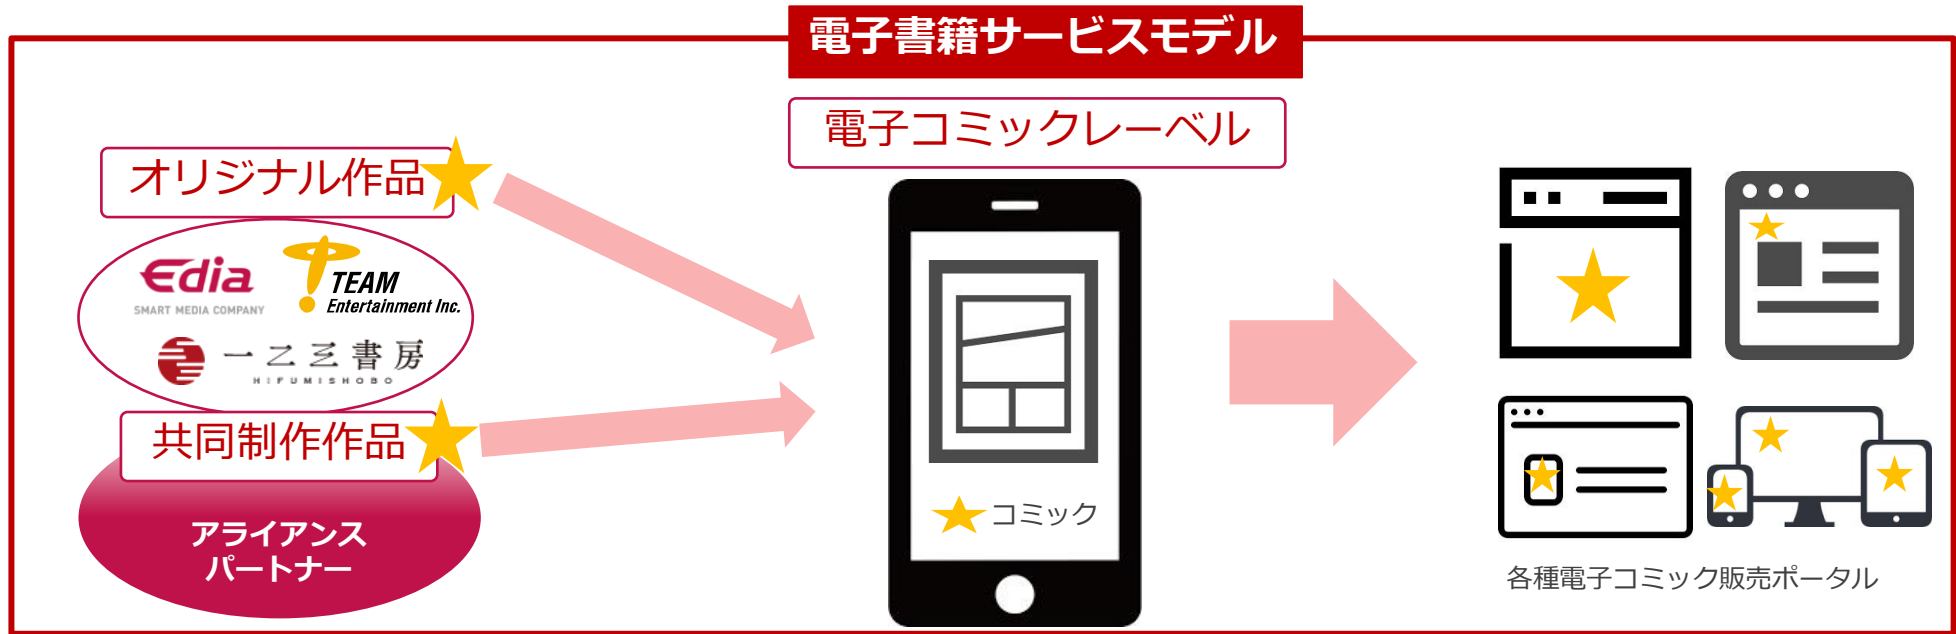 電子書籍サービスモデル
電子コミックレーベル
オリジナル作品
Edia
SMART MEDIA COMPANY
TEAM
Entertainment Inc.
一二三書房
HIFUMISHOBO
共同制作作品
アライアンス
パートナー
コミック
各種電子コミック販売ポータル